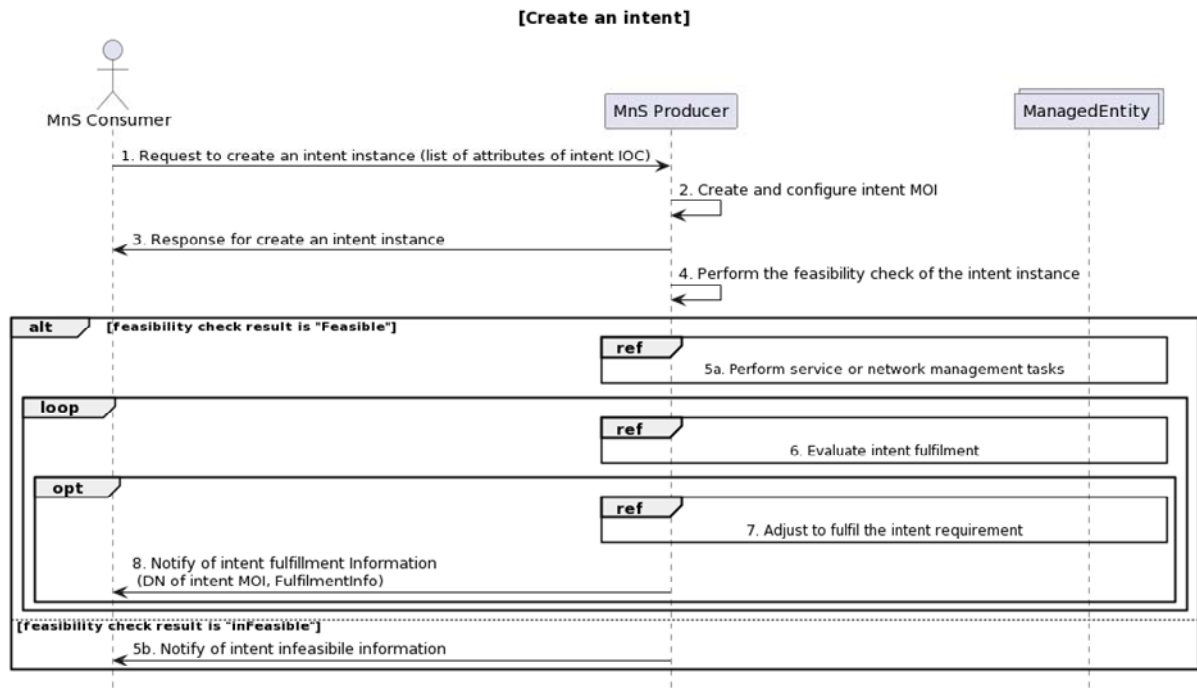 [Create an intent]
MnS Consumer
MnS Producer
ManagedEntity
1. Request to create an intent instance (list of attributes of intent IOC)
2. Create and configure intent MOI
3. Response for create an intent instance
4. Perform the feasibility check of the intent instance
alt [feasibility check result is "Feasible"]
ref
5a. Perform service or network management tasks
loop
ref
6. Evaluate intent fulfilment
opt
ref
7. Adjust to fulfil the intent requirement
8. Notify of intent fulfillment Information
(DN of intent MOI, FulfilmentInfo)
[feasibility check result is "inFeasible"]
5b. Notify of intent infeasibile information